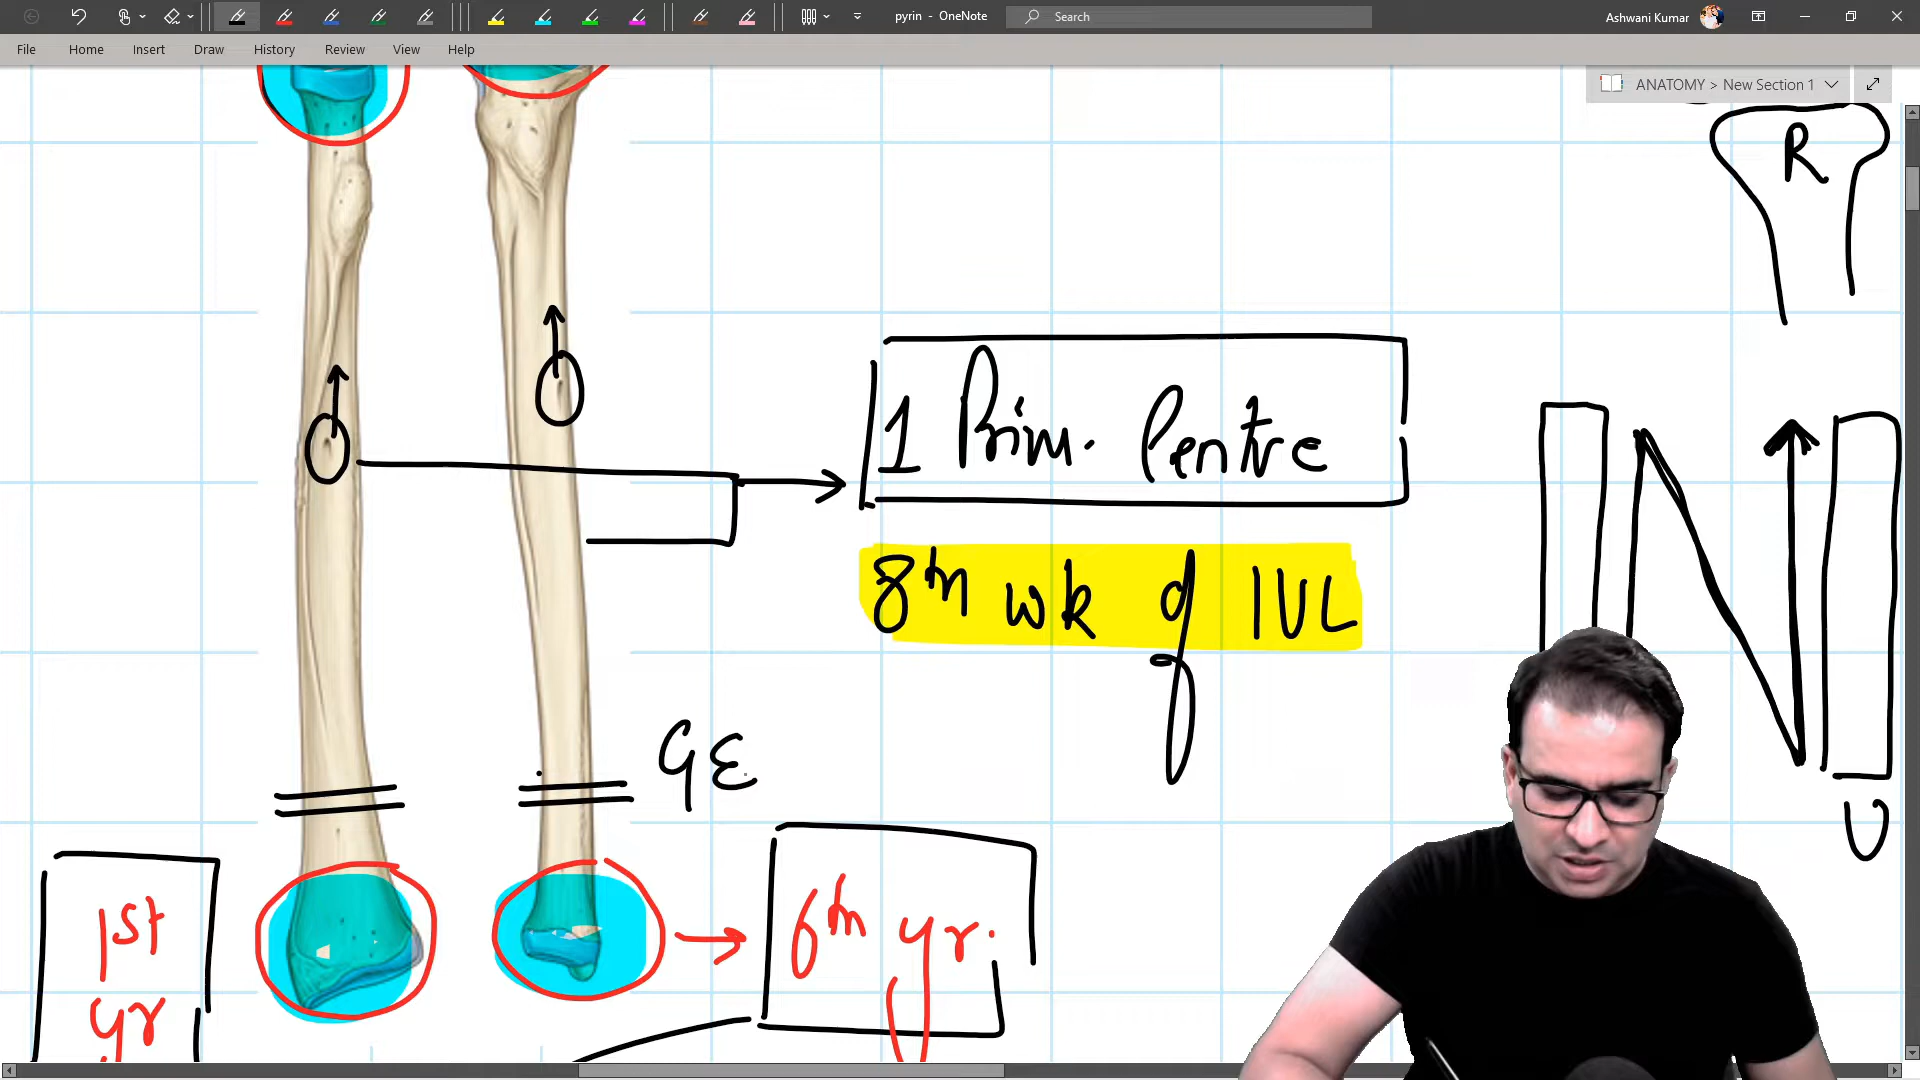 pyrin - OneNote
Search
Ashwani Kumar
File Home Insert Draw History Review View Help
ANATOMY > New Section 1
R
1 Prim. Centre
8th wk of IUL
GE
U
1st
yr
6th yr.